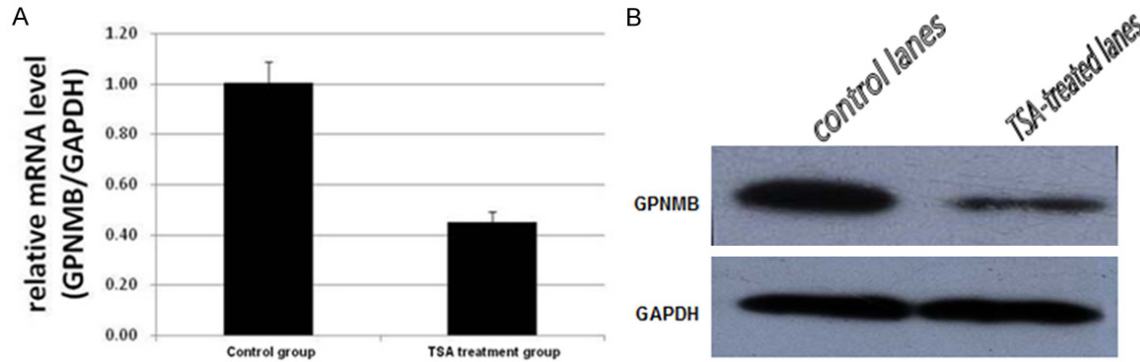 A
relative mRNA level
(GPNMB/GAPDH)
1.20
1.00
0.80
0.60
0.40
0.20
0.00
Control group
TSA treatment group
B
control lanes
TSA-treated lanes
GPNMB
GAPDH